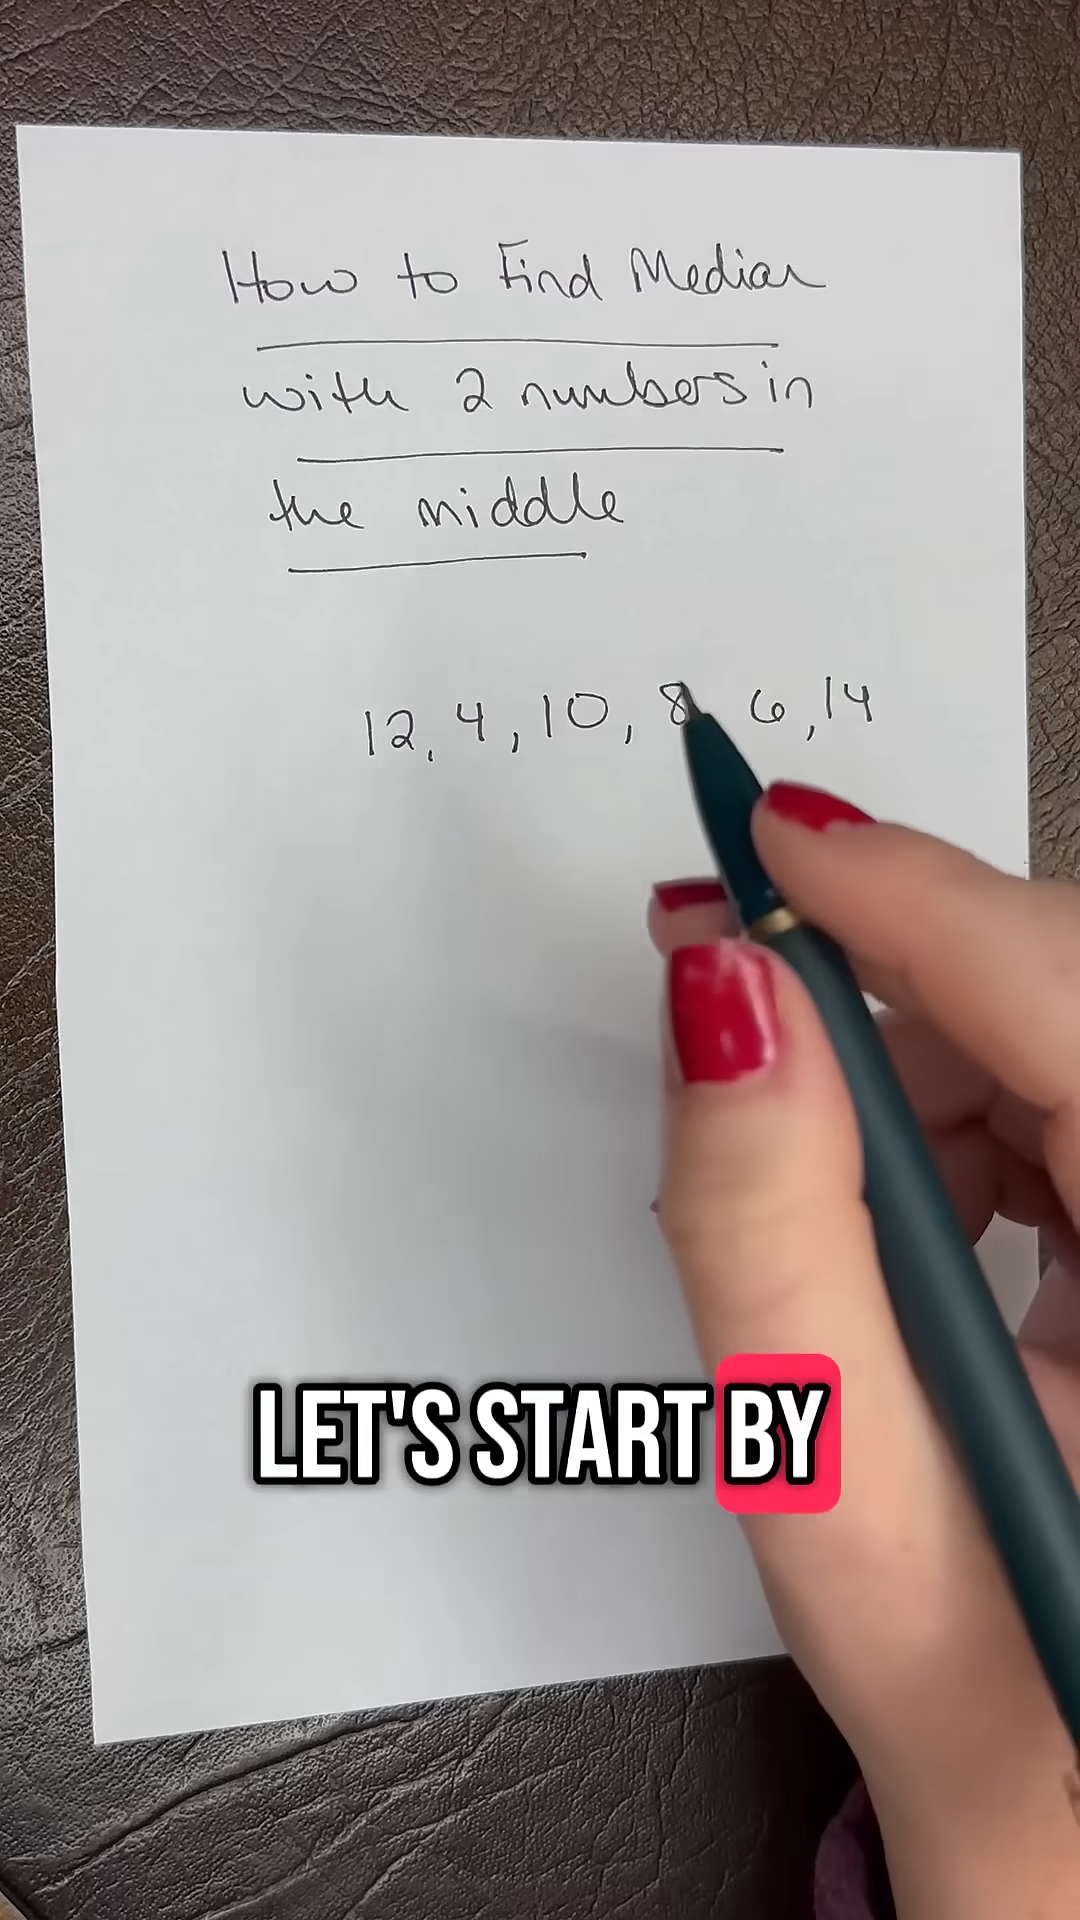 How to Find Median
with 2 numbers in
the middle
12, 4, 10, 8 6, 14
LET'S START BY